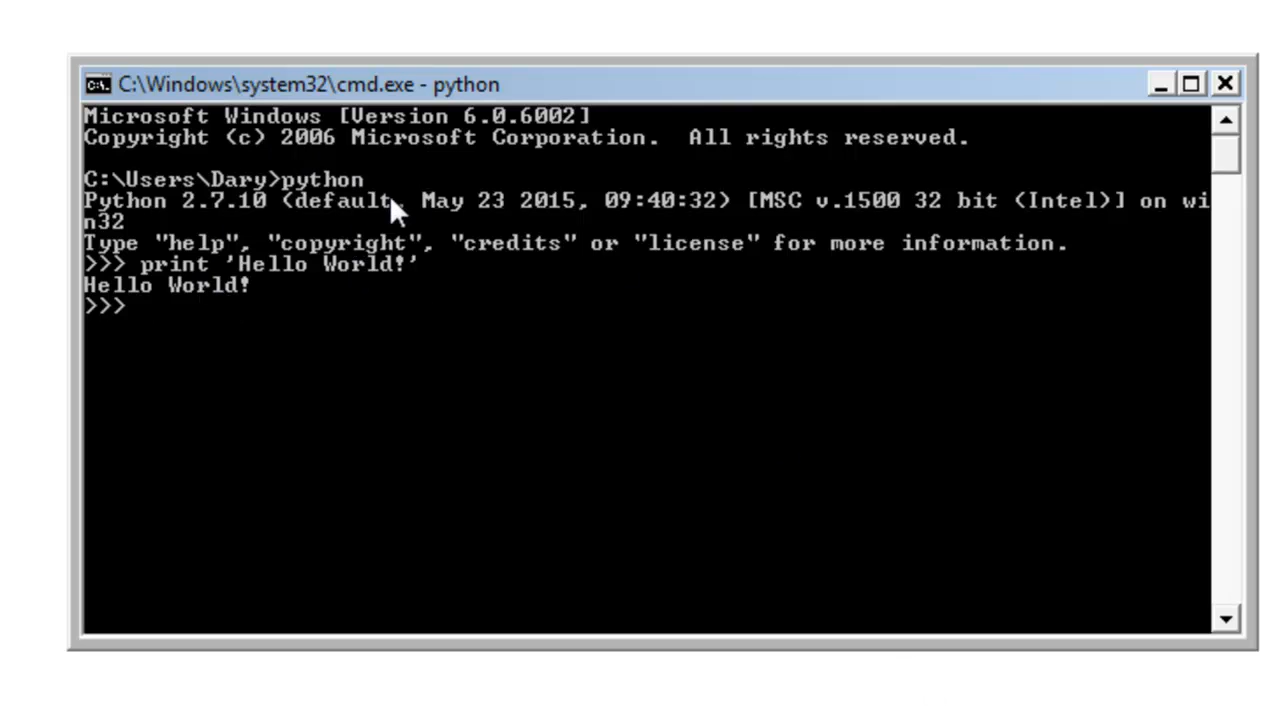 C:\Windows\system32\cmd.exe - python
Microsoft Windows [Version 6.0.6002]
Copyright (c) 2006 Microsoft Corporation.  All rights reserved.
C:\Users\Dary>python
Python 2.7.10 (default, May 23 2015, 09:40:32) [MSC v.1500 32 bit (Intel)] on wi
n32
Type "help", "copyright", "credits" or "license" for more information.
>>> print 'Hello World!'
Hello World!
>>>